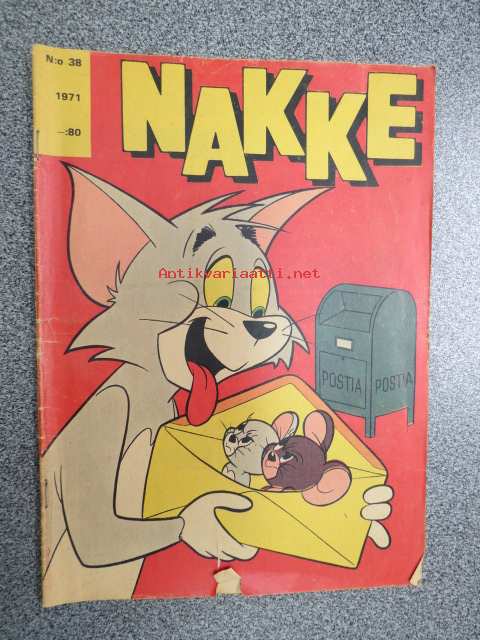 N:o 38
NAKKE
1971
–:80
Antikvariaatti.net
POSTIA POSTIA